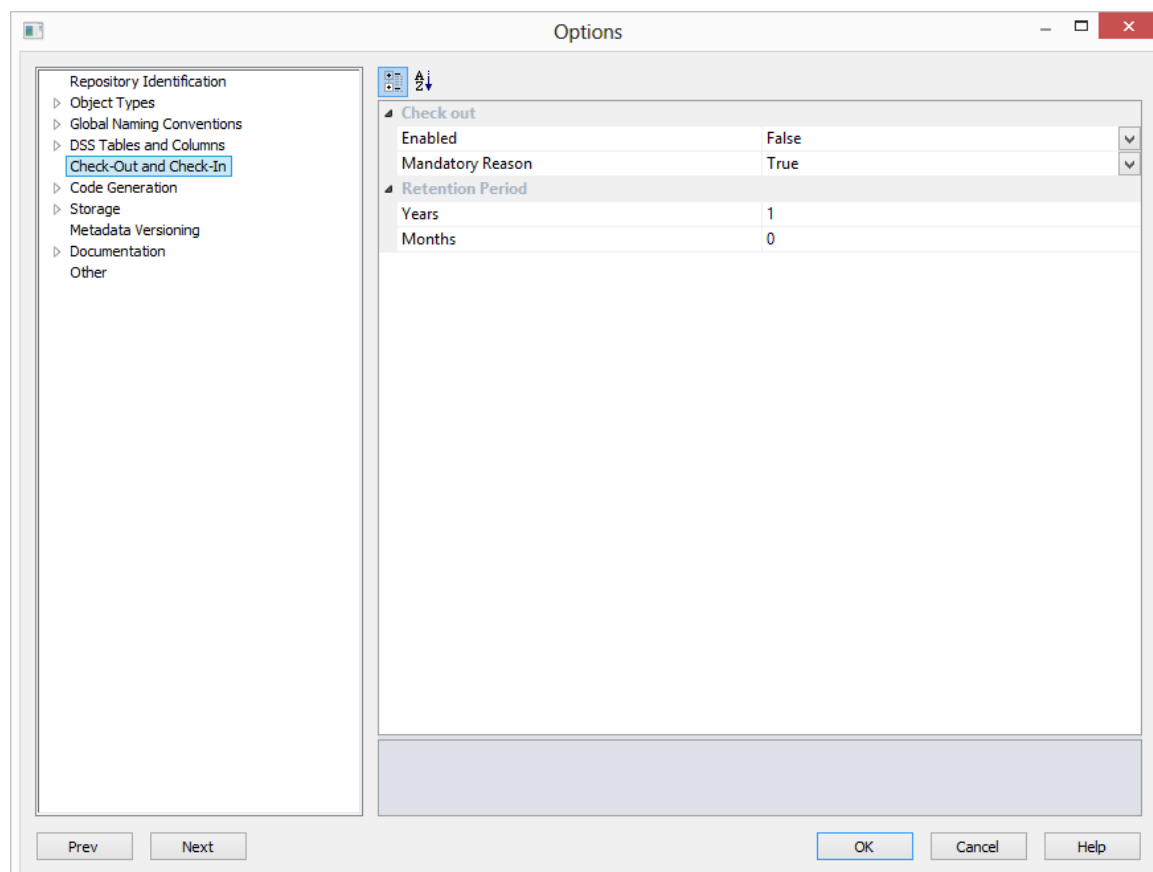 Options
Repository Identification
Object Types
Global Naming Conventions
DSS Tables and Columns
Check-Out and Check-In
Code Generation
Storage
Metadata Versioning
Documentation
Other
Check out
Enabled False
Mandatory Reason True
Retention Period
Years 1
Months 0
Prev Next OK Cancel Help